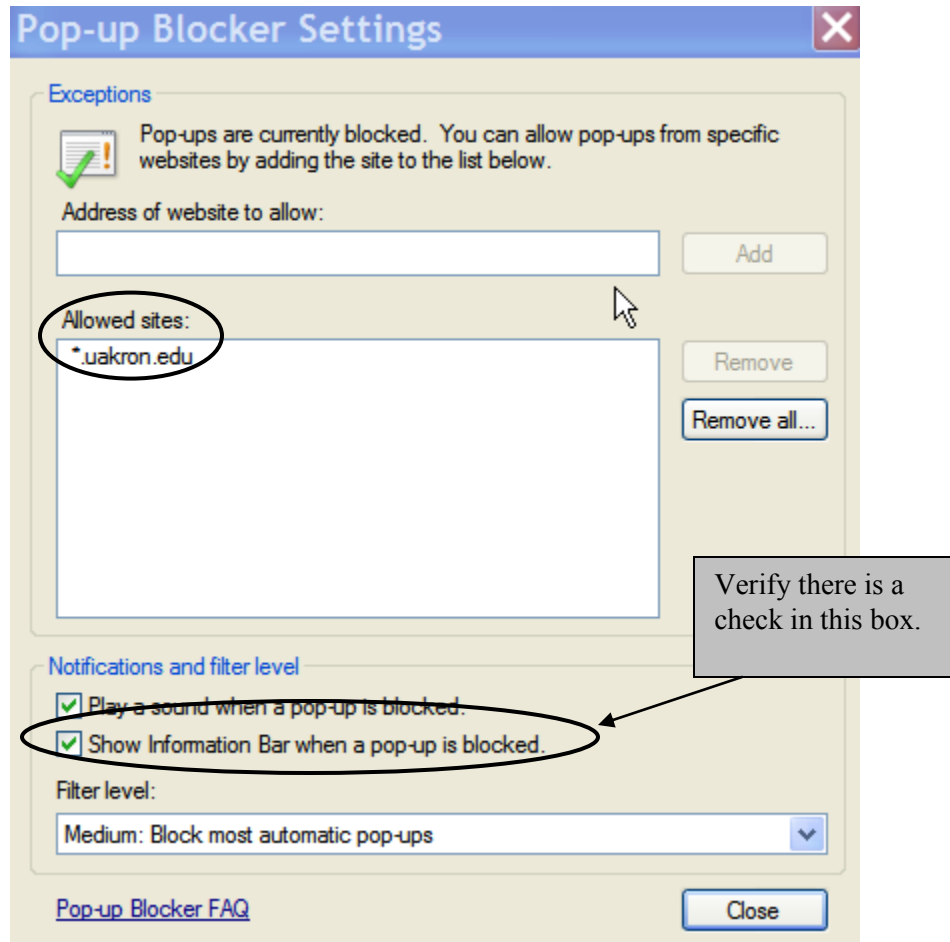 Pop-up Blocker Settings
Exceptions
Pop-ups are currently blocked. You can allow pop-ups from specific
websites by adding the site to the list below.
Address of website to allow:
Add
Allowed sites:
*.uakron.edu
Remove
Remove all...
Verify there is a
check in this box.
Notifications and filter level
Play a sound when a pop-up is blocked.
Show Information Bar when a pop-up is blocked.
Filter level:
Medium: Block most automatic pop-ups
Pop-up Blocker FAQ
Close